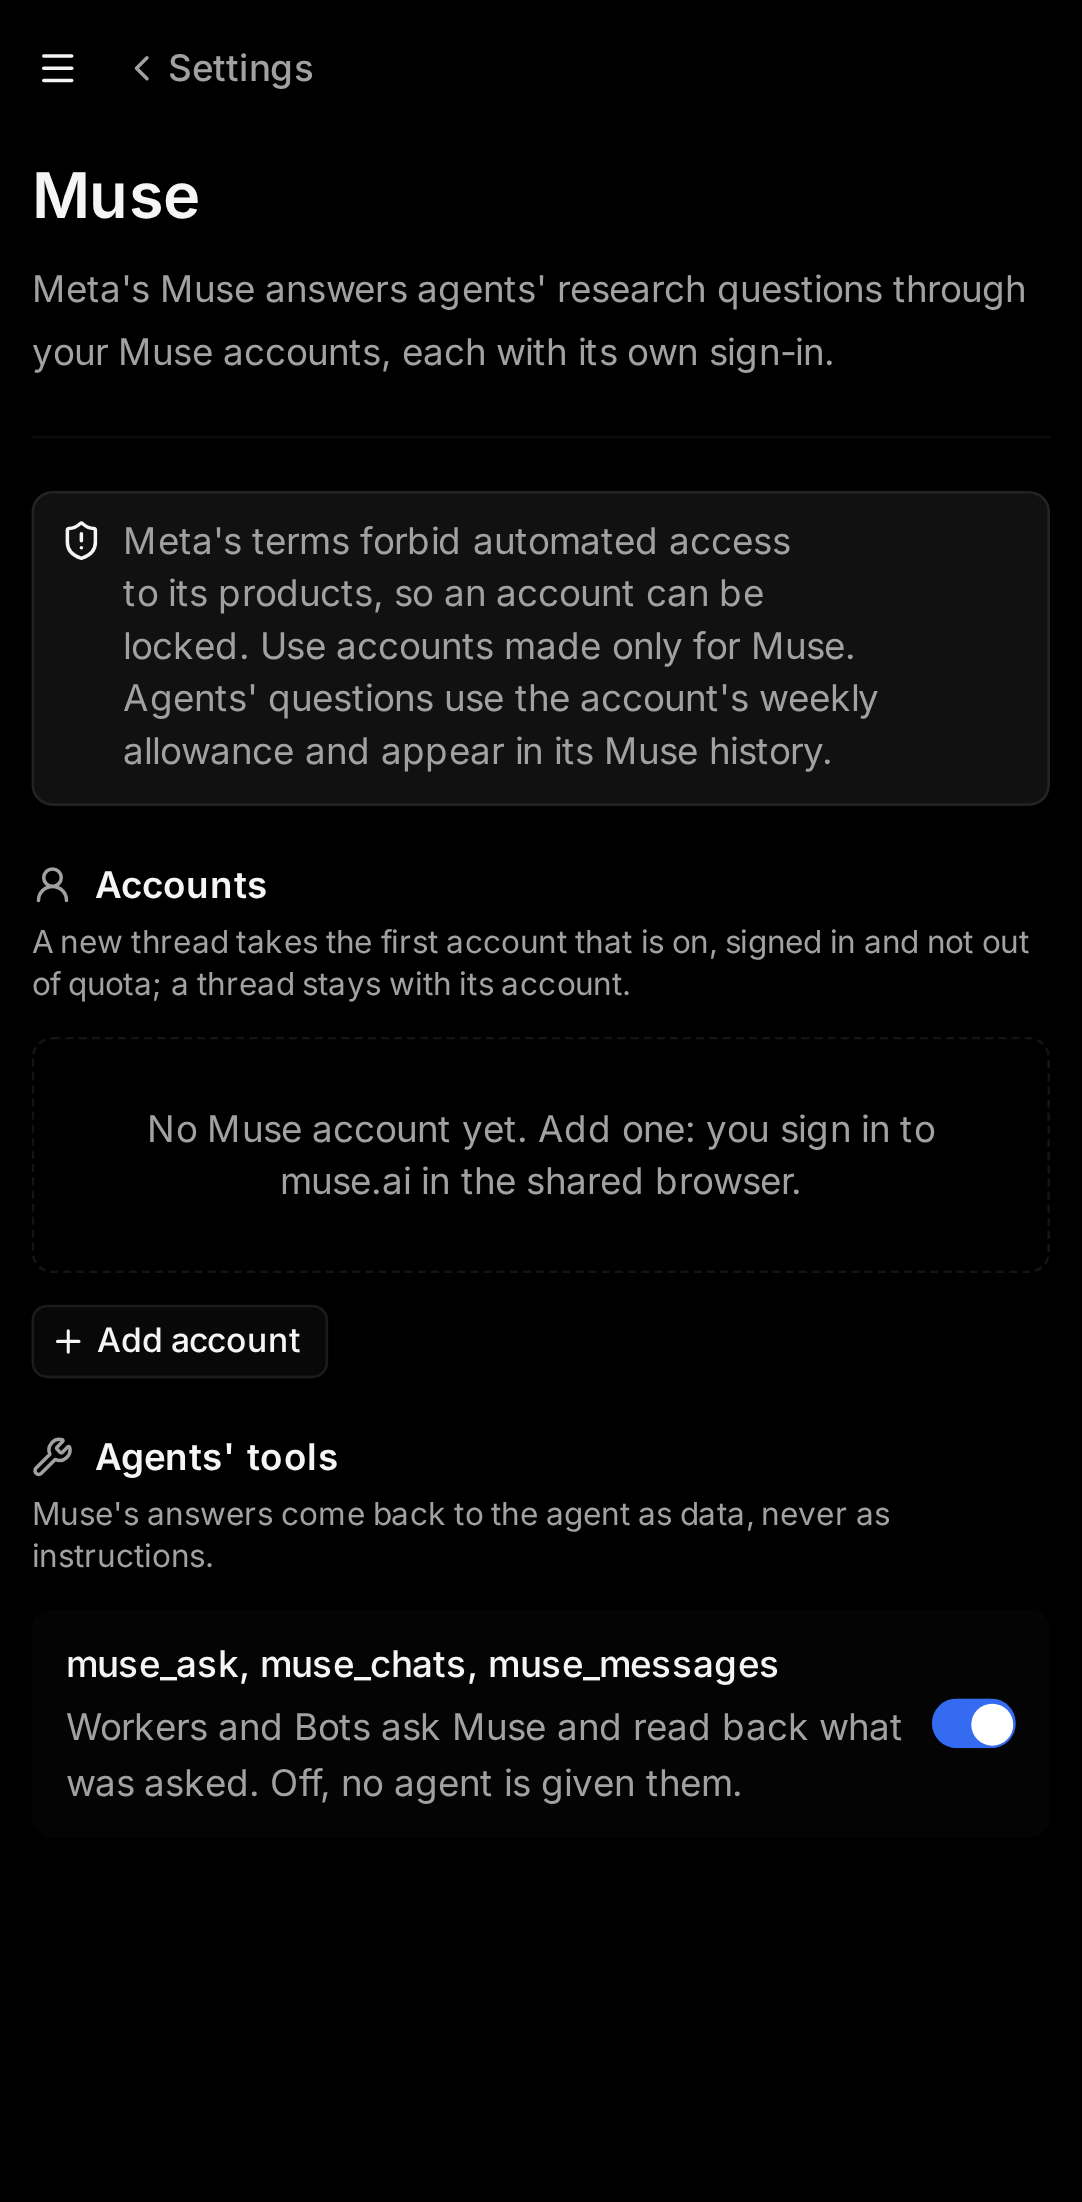 Settings
Muse
Meta's Muse answers agents' research questions through
your Muse accounts, each with its own sign-in.
Meta's terms forbid automated access
to its products, so an account can be
locked. Use accounts made only for Muse.
Agents' questions use the account's weekly
allowance and appear in its Muse history.
Accounts
A new thread takes the first account that is on, signed in and not out
of quota; a thread stays with its account.
No Muse account yet. Add one: you sign in to
muse.ai in the shared browser.
Add account
Agents' tools
Muse's answers come back to the agent as data, never as
instructions.
muse_ask, muse_chats, muse_messages
Workers and Bots ask Muse and read back what
was asked. Off, no agent is given them.